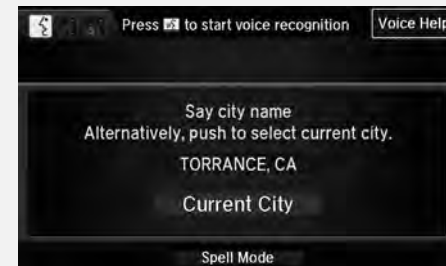 Press to start voice recognition
Voice Help
Say city name
Alternatively, push to select current city.
TORRANCE, CA
Current City
Spell Mode